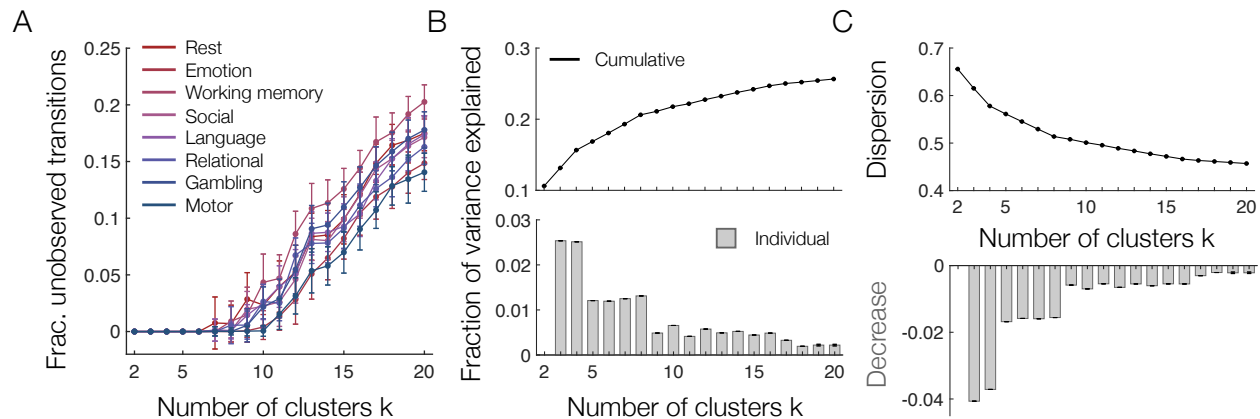 A
Frac. unobserved transitions
0.25
0.2
0.15
0.1
0.05
0
Rest
Emotion
Working memory
Social
Language
Relational
Gambling
Motor
2
5
10
15
20
Number of clusters k
B
Fraction of variance explained
0.3
0.2
0.1
Cumulative
0.03
0.02
0.01
0
Individual
2
5
10
15
20
Number of clusters k
C
Dispersion
0.7
0.6
0.5
0.4
2
5
10
15
20
Number of clusters k
Decrease
0
-0.02
-0.04